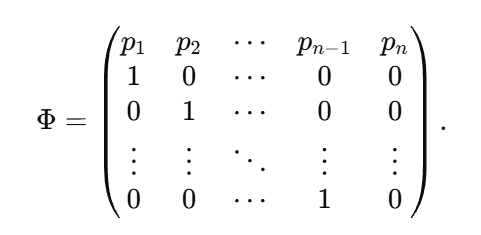 p₁ p₂ ⋯ pₙ₋₁ pₙ
1 0 ⋯ 0 0
Φ = 0 1 ⋯ 0 0 .
⋮ ⋮ ⋱ ⋮ ⋮
0 0 ⋯ 1 0